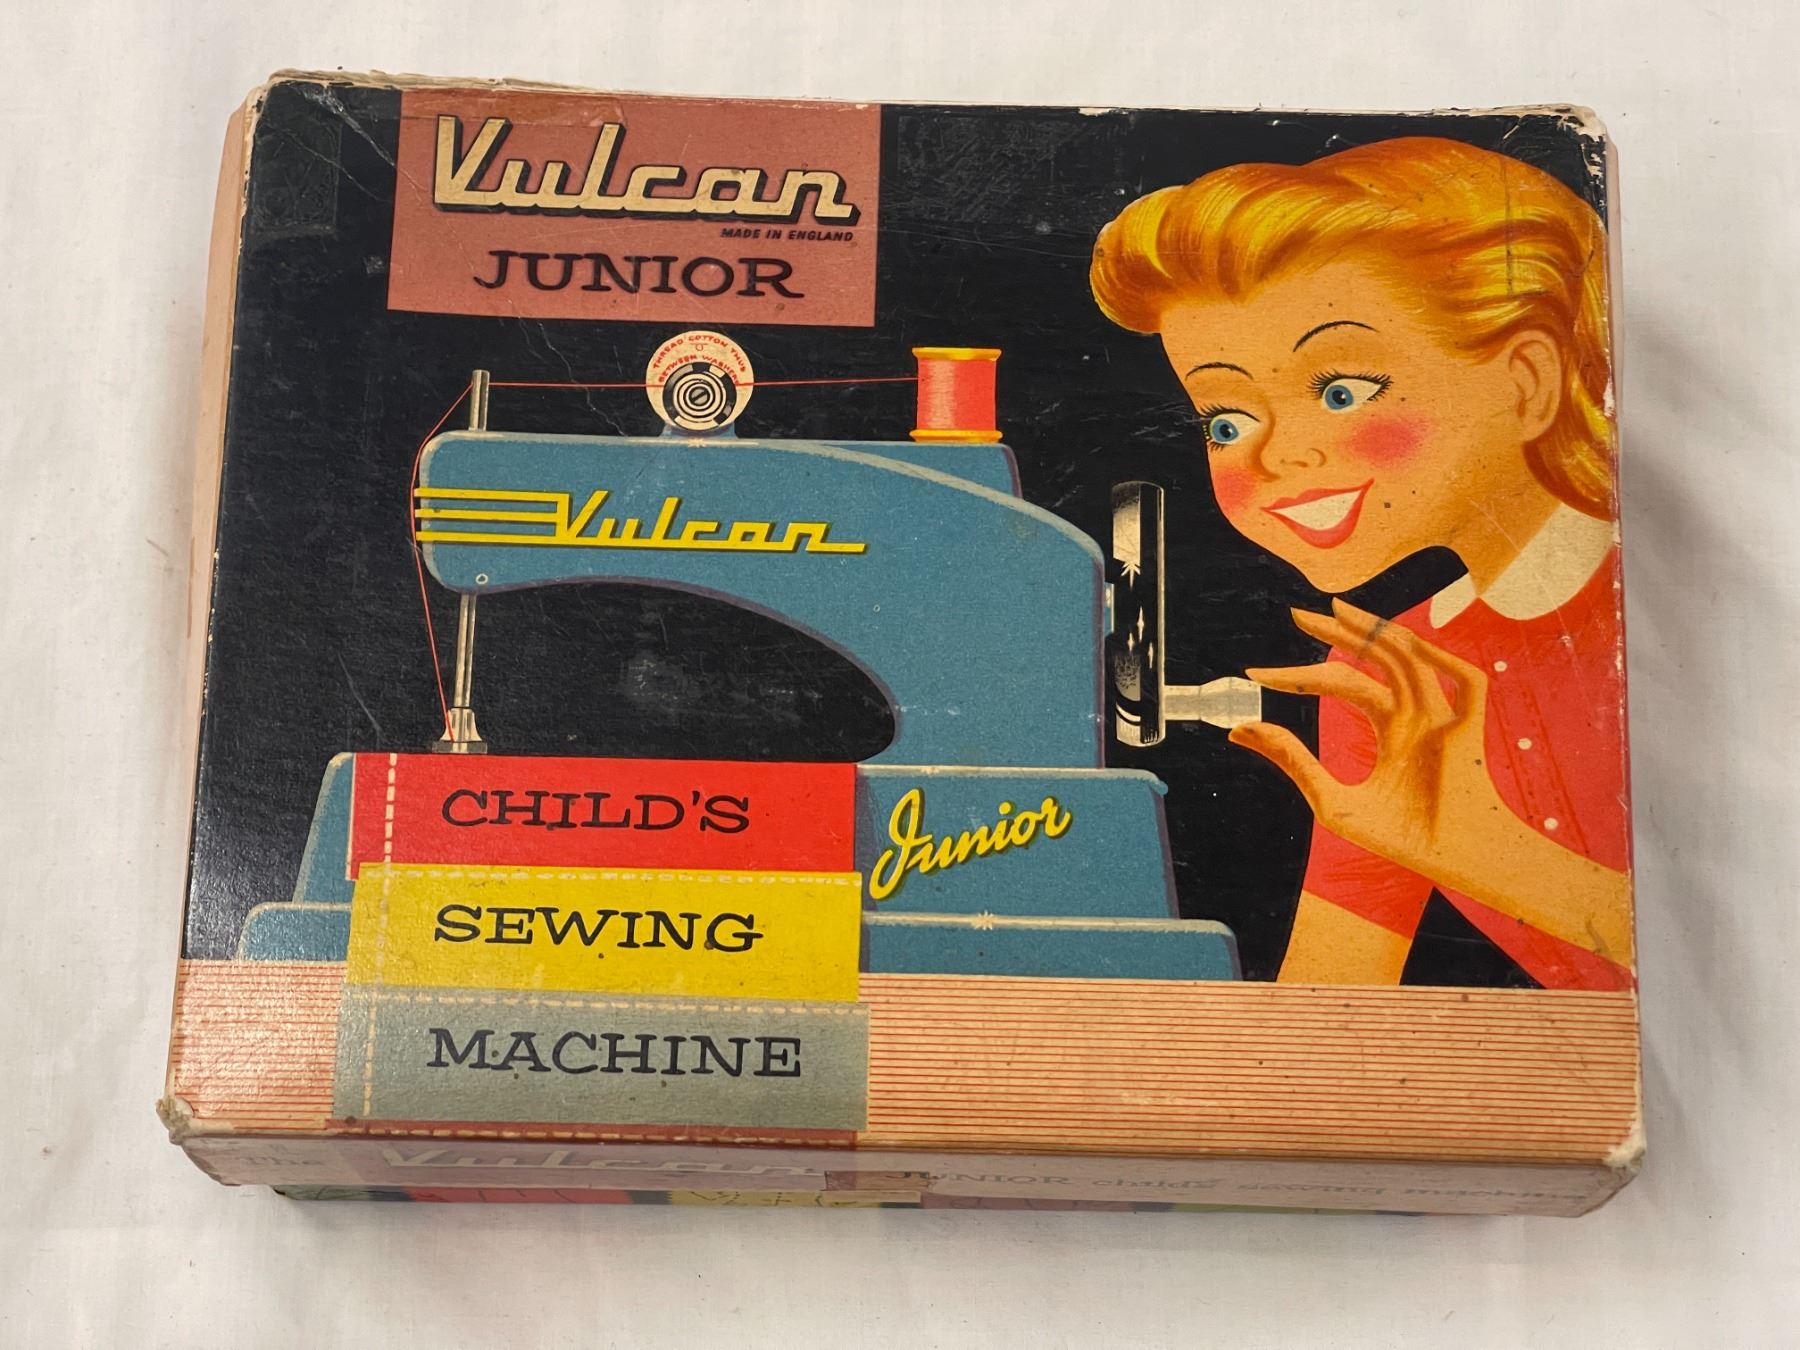 Vulcan
MADE IN ENGLAND
JUNIOR
THREAD COTTON THUS
BETWEEN WASHERS
Vulcan
CHILD'S
Junior
SEWING
MACHINE
The Vulcan JUNIOR child's sewing machine